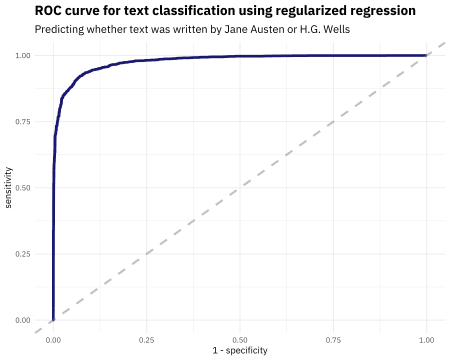 ROC curve for text classification using regularized regression
Predicting whether text was written by Jane Austen or H.G. Wells
1.00
0.75
sensitivity
0.50
0.25
0.00
0.00 0.25 0.50 0.75 1.00
1 - specificity